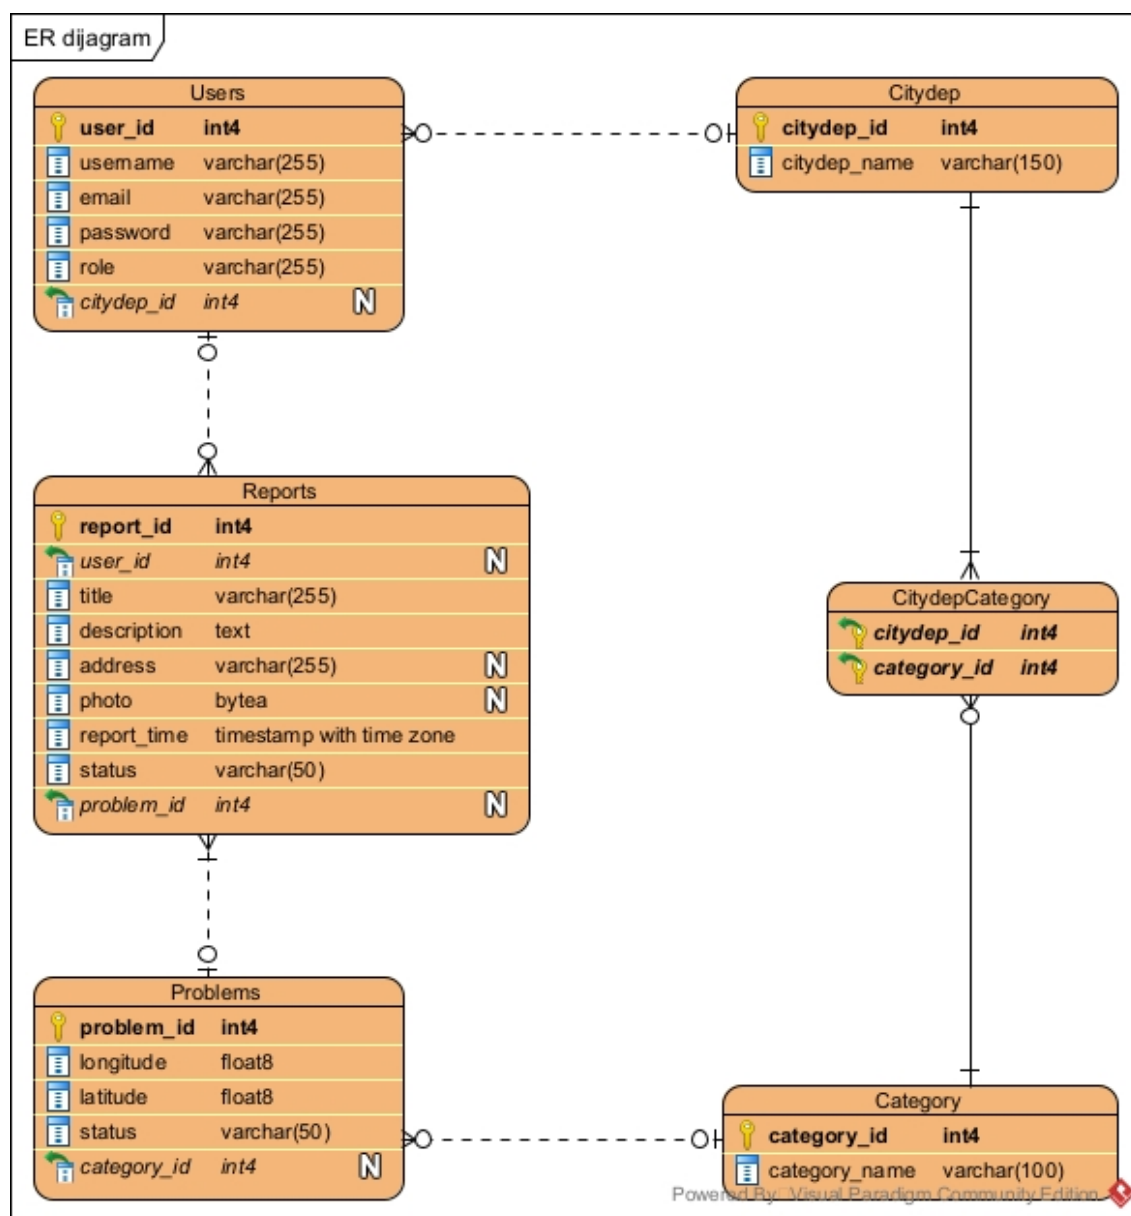 ER dijagram
Users
user_id int4
username varchar(255)
email varchar(255)
password varchar(255)
role varchar(255)
citydep_id int4 N
Citydep
citydep_id int4
citydep_name varchar(150)
Reports
report_id int4
user_id int4 N
title varchar(255)
description text
address varchar(255) N
photo bytea N
report_time timestamp with time zone
status varchar(50)
problem_id int4 N
CitydepCategory
citydep_id int4
category_id int4
Problems
problem_id int4
longitude float8
latitude float8
status varchar(50)
category_id int4 N
Category
category_id int4
category_name varchar(100)
Powered By Visual Paradigm Community Edition